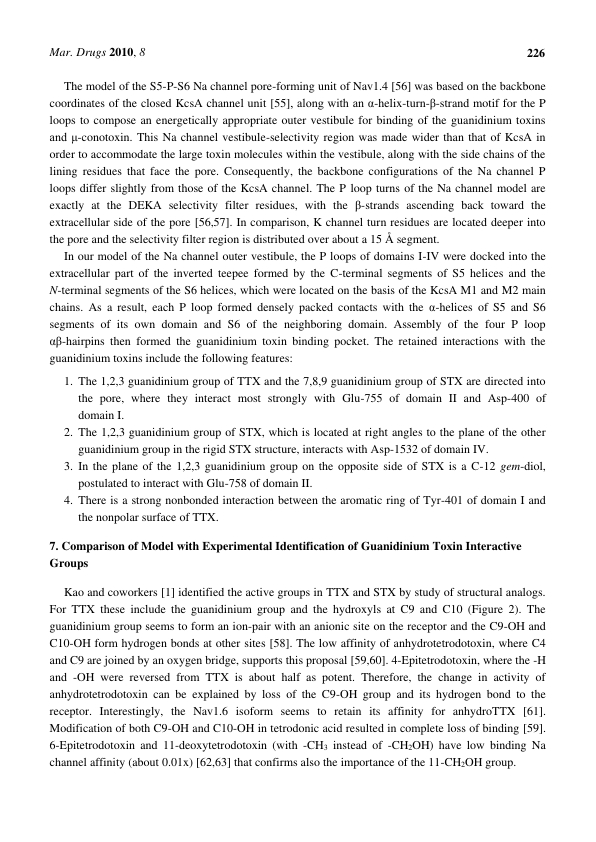 Mar. Drugs 2010, 8
226
The model of the S5-P-S6 Na channel pore-forming unit of Nav1.4 [56] was based on the backbone
coordinates of the closed KcsA channel unit [55], along with an α-helix-turn-β-strand motif for the P
loops to compose an energetically appropriate outer vestibule for binding of the guanidinium toxins
and μ-conotoxin. This Na channel vestibule-selectivity region was made wider than that of KcsA in
order to accommodate the large toxin molecules within the vestibule, along with the side chains of the
lining residues that face the pore. Consequently, the backbone configurations of the Na channel P
loops differ slightly from those of the KcsA channel. The P loop turns of the Na channel model are
exactly at the DEKA selectivity filter residues, with the β-strands ascending back toward the
extracellular side of the pore [56,57]. In comparison, K channel turn residues are located deeper into
the pore and the selectivity filter region is distributed over about a 15 Å segment.
In our model of the Na channel outer vestibule, the P loops of domains I-IV were docked into the
extracellular part of the inverted teepee formed by the C-terminal segments of S5 helices and the
N-terminal segments of the S6 helices, which were located on the basis of the KcsA M1 and M2 main
chains. As a result, each P loop formed densely packed contacts with the α-helices of S5 and S6
segments of its own domain and S6 of the neighboring domain. Assembly of the four P loop
αβ-hairpins then formed the guanidinium toxin binding pocket. The retained interactions with the
guanidinium toxins include the following features:
1. The 1,2,3 guanidinium group of TTX and the 7,8,9 guanidinium group of STX are directed into
the pore, where they interact most strongly with Glu-755 of domain II and Asp-400 of
domain I.
2. The 1,2,3 guanidinium group of STX, which is located at right angles to the plane of the other
guanidinium group in the rigid STX structure, interacts with Asp-1532 of domain IV.
3. In the plane of the 1,2,3 guanidinium group on the opposite side of STX is a C-12 gem-diol,
postulated to interact with Glu-758 of domain II.
4. There is a strong nonbonded interaction between the aromatic ring of Tyr-401 of domain I and
the nonpolar surface of TTX.
7. Comparison of Model with Experimental Identification of Guanidinium Toxin Interactive
Groups
Kao and coworkers [1] identified the active groups in TTX and STX by study of structural analogs.
For TTX these include the guanidinium group and the hydroxyls at C9 and C10 (Figure 2). The
guanidinium group seems to form an ion-pair with an anionic site on the receptor and the C9-OH and
C10-OH form hydrogen bonds at other sites [58]. The low affinity of anhydrotetrodotoxin, where C4
and C9 are joined by an oxygen bridge, supports this proposal [59,60]. 4-Epitetrodotoxin, where the -H
and -OH were reversed from TTX is about half as potent. Therefore, the change in activity of
anhydrotetrodotoxin can be explained by loss of the C9-OH group and its hydrogen bond to the
receptor. Interestingly, the Nav1.6 isoform seems to retain its affinity for anhydroTTX [61].
Modification of both C9-OH and C10-OH in tetrodonic acid resulted in complete loss of binding [59].
6-Epitetrodotoxin and 11-deoxytetrodotoxin (with -CH₃ instead of -CH₂OH) have low binding Na
channel affinity (about 0.01x) [62,63] that confirms also the importance of the 11-CH₂OH group.